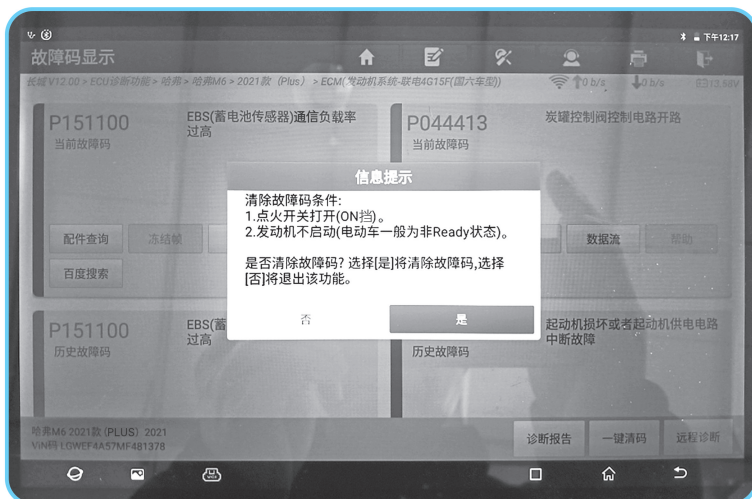 下午12:17
故障码显示
长城 V12.00 > ECU诊断功能 > 哈弗 > 哈弗M6 > 2021款 (Plus) > ECM(发动机系统-联电4G15F(国六车型))
0 b/s
0 b/s
13.58V
P151100
当前故障码
EBS(蓄电池传感器)通信负载率
过高
P044413
当前故障码
炭罐控制阀控制电路开路
信息提示
清除故障码条件:
1.点火开关打开(ON挡)。
2.发动机不启动(电动车一般为非Ready状态)。
是否清除故障码? 选择[是]将清除故障码,选择
[否]将退出该功能。
否
是
配件查询
冻结帧
数据流
帮助
百度搜索
P151100
历史故障码
EBS(蓄
过高
历史故障码
起动机损坏或者起动机供电电路
中断故障
哈弗M6 2021款 (PLUS) 2021
VIN码 LGWEF4A57MF481378
诊断报告
一键清码
远程诊断
VCI